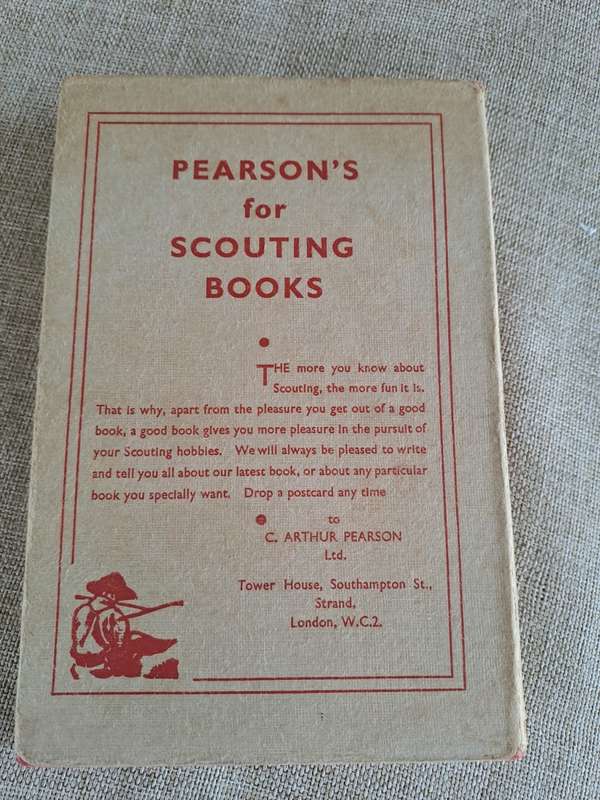 PEARSON'S
for
SCOUTING
BOOKS
THE more you know about
Scouting, the more fun it is.
That is why, apart from the pleasure you get out of a good
book, a good book gives you more pleasure in the pursuit of
your Scouting hobbies. We will always be pleased to write
and tell you all about our latest book, or about any particular
book you specially want. Drop a postcard any time
to
C. ARTHUR PEARSON
Ltd.
Tower House, Southampton St.,
Strand,
London, W.C.2.